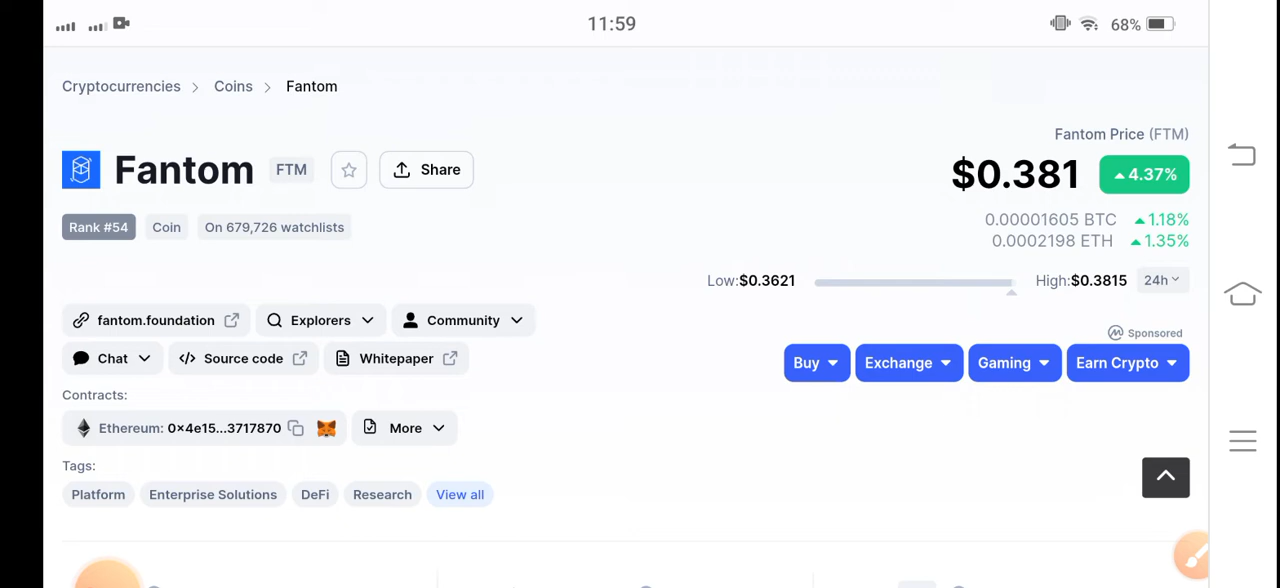 11:59
68%
Cryptocurrencies > Coins > Fantom
Fantom Price (FTM)
Fantom FTM Share
$0.381 4.37%
Rank #54 Coin On 679,726 watchlists
0.00001605 BTC 1.18%
0.0002198 ETH 1.35%
Low:$0.3621 High:$0.3815 24h
fantom.foundation Explorers Community
Sponsored
Chat Source code Whitepaper
Buy Exchange Gaming Earn Crypto
Contracts:
Ethereum: 0x4e15...3717870 More
Tags:
Platform Enterprise Solutions DeFi Research View all